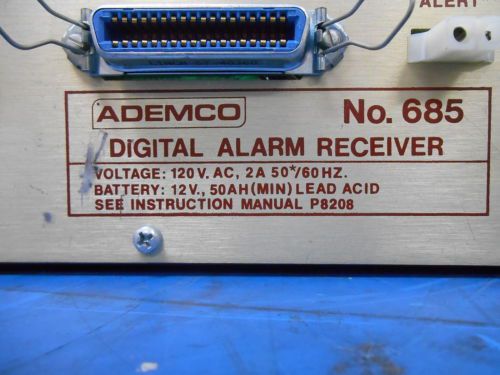 ALERT
ADEMCO No. 685
DiGITAL ALARM RECEIVER
VOLTAGE: 120 V. AC, 2A 50*/60 HZ.
BATTERY: 12V., 50AH(MIN) LEAD ACID
SEE INSTRUCTION MANUAL P8208